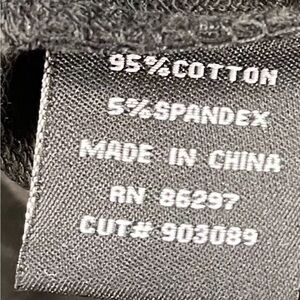 95%COTTON
5%SPANDEX
MADE IN CHINA
RN 86297
CUT# 903089